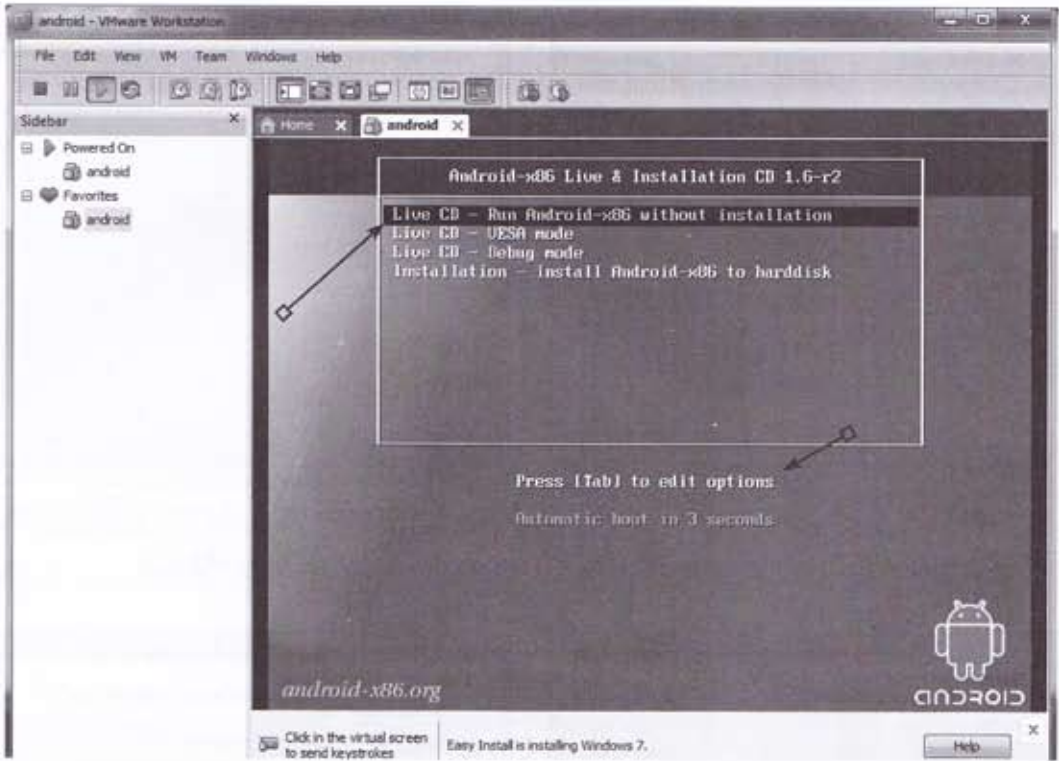 android - VMware Workstation
File Edit View VM Team Windows Help
Sidebar
Powered On
android
Favorites
android
Home
android
Android-x86 Live & Installation CD 1.6-r2
Live CD - Run Android-x86 without installation
Live CD - VESA mode
Live CD - Debug mode
Installation - Install Android-x86 to harddisk
Press [Tab] to edit options
Automatic boot in 3 seconds
android-x86.org
ANDROID
Click in the virtual screen
to send keystrokes
Easy Install is installing Windows 7.
Help